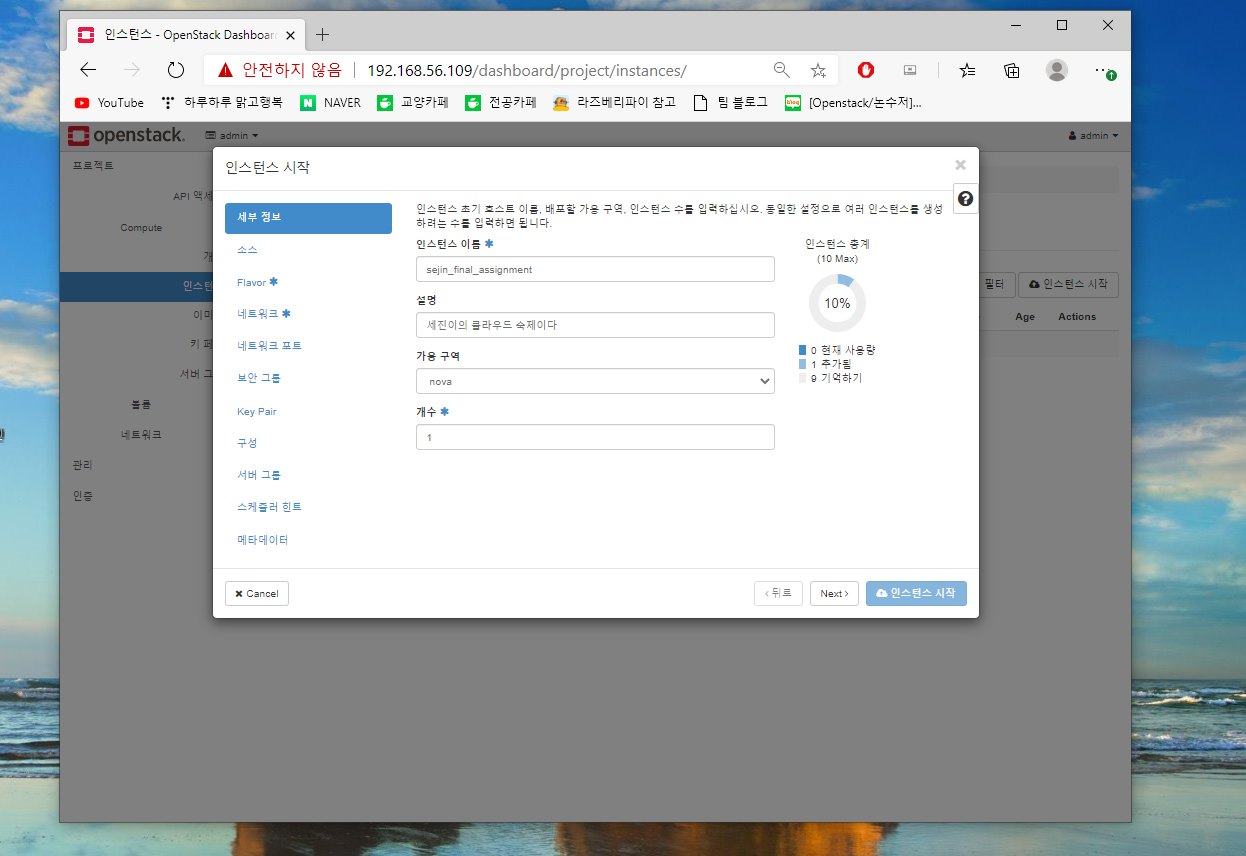 인스턴스 - OpenStack Dashboar
안전하지 않음 | 192.168.56.109/dashboard/project/instances/
YouTube 하루하루 맑고행복 NAVER 교양카페 전공카페 라즈베리파이 참고 팀 블로그 [Openstack/논수저]...
openstack. admin admin
프로젝트
API 액세
Compute
개
인스턴
이미
키 페
서버 그
볼륨
네트워크
관리
인증
필터 인스턴스 시작
Age Actions
인스턴스 시작 ×
세부 정보
소스
Flavor *
네트워크 *
네트워크 포트
보안 그룹
Key Pair
구성
서버 그룹
스케줄러 힌트
메타데이터
인스턴스 초기 호스트 이름, 배포할 가용 구역, 인스턴스 수를 입력하십시오. 동일한 설정으로 여러 인스턴스를 생성
하려는 수를 입력하면 됩니다.
인스턴스 이름 *
sejin_final_assignment
설명
세진이의 클라우드 숙제이다
가용 구역
nova
개수 *
1
인스턴스 총계
(10 Max)
10%
0 현재 사용량
1 추가됨
9 기억하기
Cancel <뒤로 Next> 인스턴스 시작